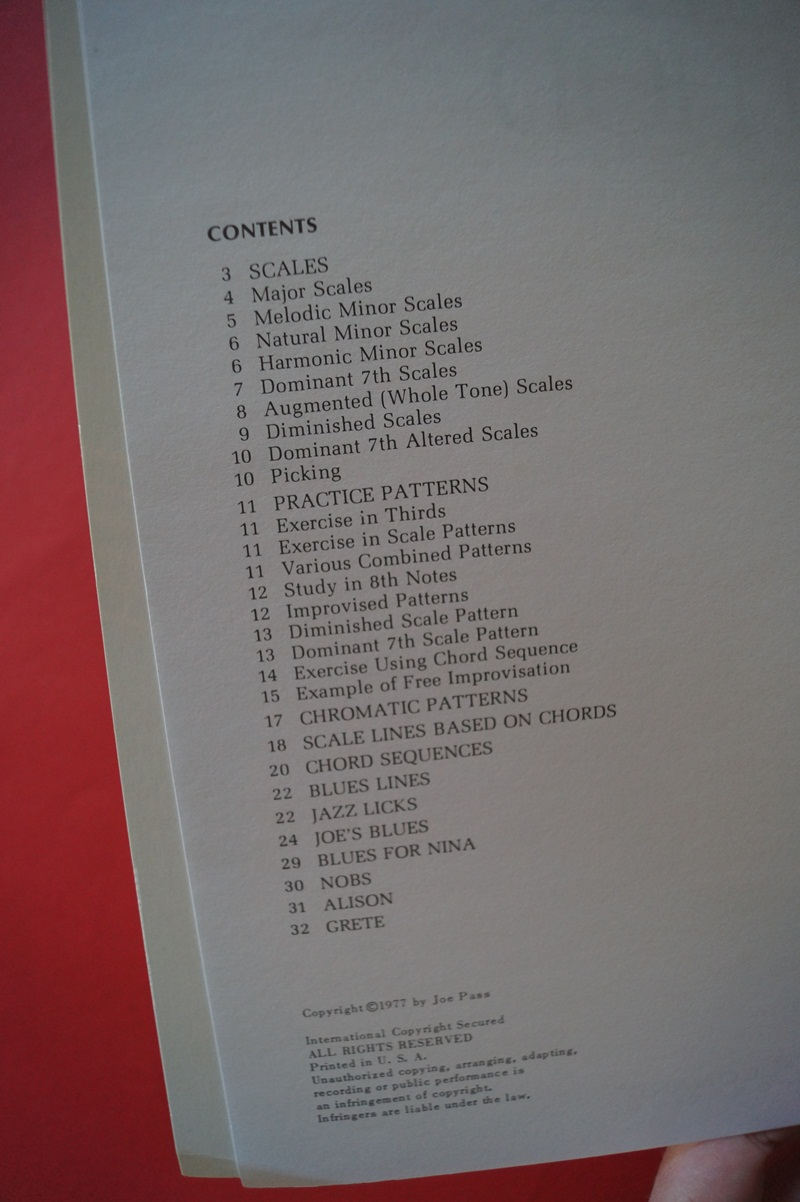 CONTENTS
3 SCALES
4 Major Scales
5 Melodic Minor Scales
6 Natural Minor Scales
6 Harmonic Minor Scales
7 Dominant 7th Scales
8 Augmented (Whole Tone) Scales
9 Diminished Scales
10 Dominant 7th Altered Scales
10 Picking
11 PRACTICE PATTERNS
11 Exercise in Thirds
11 Exercise in Scale Patterns
11 Various Combined Patterns
12 Study in 8th Notes
12 Improvised Patterns
13 Diminished Scale Pattern
13 Dominant 7th Scale Pattern
14 Exercise Using Chord Sequence
15 Example of Free Improvisation
17 CHROMATIC PATTERNS
18 SCALE LINES BASED ON CHORDS
20 CHORD SEQUENCES
22 BLUES LINES
22 JAZZ LICKS
24 JOE'S BLUES
29 BLUES FOR NINA
30 NOBS
31 ALISON
32 GRETE
Copyright ©1977 by Joe Pass
International Copyright Secured
ALL RIGHTS RESERVED
Printed in U. S. A.
Unauthorized copying, arranging, adapting,
recording or public performance is
an infringement of copyright.
Infringers are liable under the law.